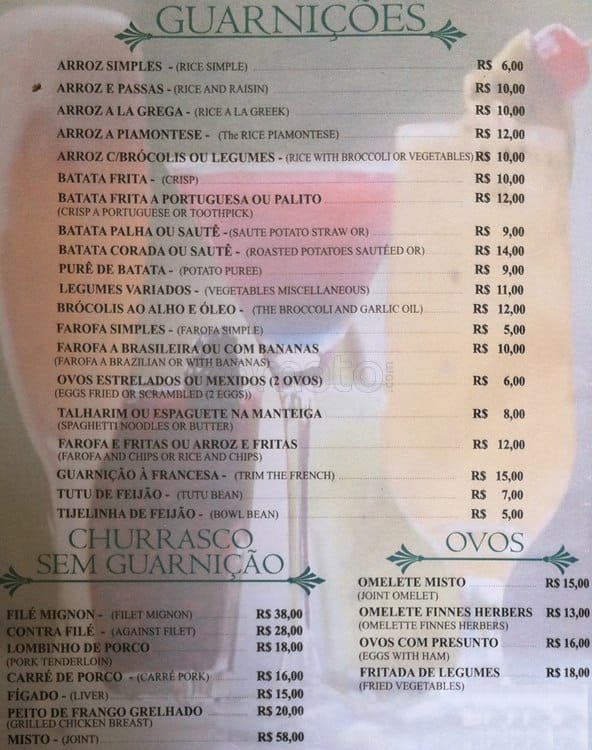 GUARNIÇÕES
ARROZ SIMPLES - (RICE SIMPLE) R$ 6,00
ARROZ E PASSAS - (RICE AND RAISIN) R$ 10,00
ARROZ A LA GREGA - (RICE A LA GREEK) R$ 10,00
ARROZ A PIAMONTESE - (The RICE PIAMONTESE) R$ 12,00
ARROZ C/BRÓCOLIS OU LEGUMES - (RICE WITH BROCCOLI OR VEGETABLES) R$ 10,00
BATATA FRITA - (CRISP) R$ 10,00
BATATA FRITA A PORTUGUESA OU PALITO R$ 12,00
(CRISP A PORTUGUESE OR TOOTHPICK)
BATATA PALHA OU SAUTÊ - (SAUTE POTATO STRAW OR) R$ 9,00
BATATA CORADA OU SAUTÊ - (ROASTED POTATOES SAUTÉED OR) R$ 14,00
PURÊ DE BATATA - (POTATO PUREE) R$ 9,00
LEGUMES VARIADOS - (VEGETABLES MISCELLANEOUS) R$ 11,00
BRÓCOLIS AO ALHO E ÓLEO - (THE BROCCOLI AND GARLIC OIL) R$ 12,00
FAROFA SIMPLES - (FAROFA SIMPLE) R$ 5,00
FAROFA A BRASILEIRA OU COM BANANAS R$ 10,00
(FAROFA A BRAZILIAN OR WITH BANANAS)
OVOS ESTRELADOS OU MEXIDOS (2 OVOS) R$ 6,00
(EGGS FRIED OR SCRAMBLED (2 EGGS))
TALHARIM OU ESPAGUETE NA MANTEIGA R$ 8,00
(SPAGHETTI NOODLES OR BUTTER)
FAROFA E FRITAS OU ARROZ E FRITAS R$ 12,00
(FAROFA AND CHIPS OR RICE AND CHIPS)
GUARNIÇÃO À FRANCESA - (TRIM THE FRENCH) R$ 15,00
TUTU DE FEIJÃO - (TUTU BEAN) R$ 7,00
TIJELINHA DE FEIJÃO - (BOWL BEAN) R$ 5,00
CHURRASCO
SEM GUARNIÇÃO
FILÉ MIGNON - (FILET MIGNON) R$ 38,00
CONTRA FILÉ - (AGAINST FILET) R$ 28,00
LOMBINHO DE PORCO R$ 18,00
(PORK TENDERLOIN)
CARRÉ DE PORCO - (CARRÉ PORK) R$ 16,00
FÍGADO - (LIVER) R$ 15,00
PEITO DE FRANGO GRELHADO R$ 20,00
(GRILLED CHICKEN BREAST)
MISTO - (JOINT) R$ 58,00
OVOS
OMELETE MISTO R$ 15,00
(JOINT OMELET)
OMELETE FINNES HERBERS R$ 13,00
(OMELETTE FINNES HERBERS)
OVOS COM PRESUNTO R$ 16,00
(EGGS WITH HAM)
FRITADA DE LEGUMES R$ 18,00
(FRIED VEGETABLES)